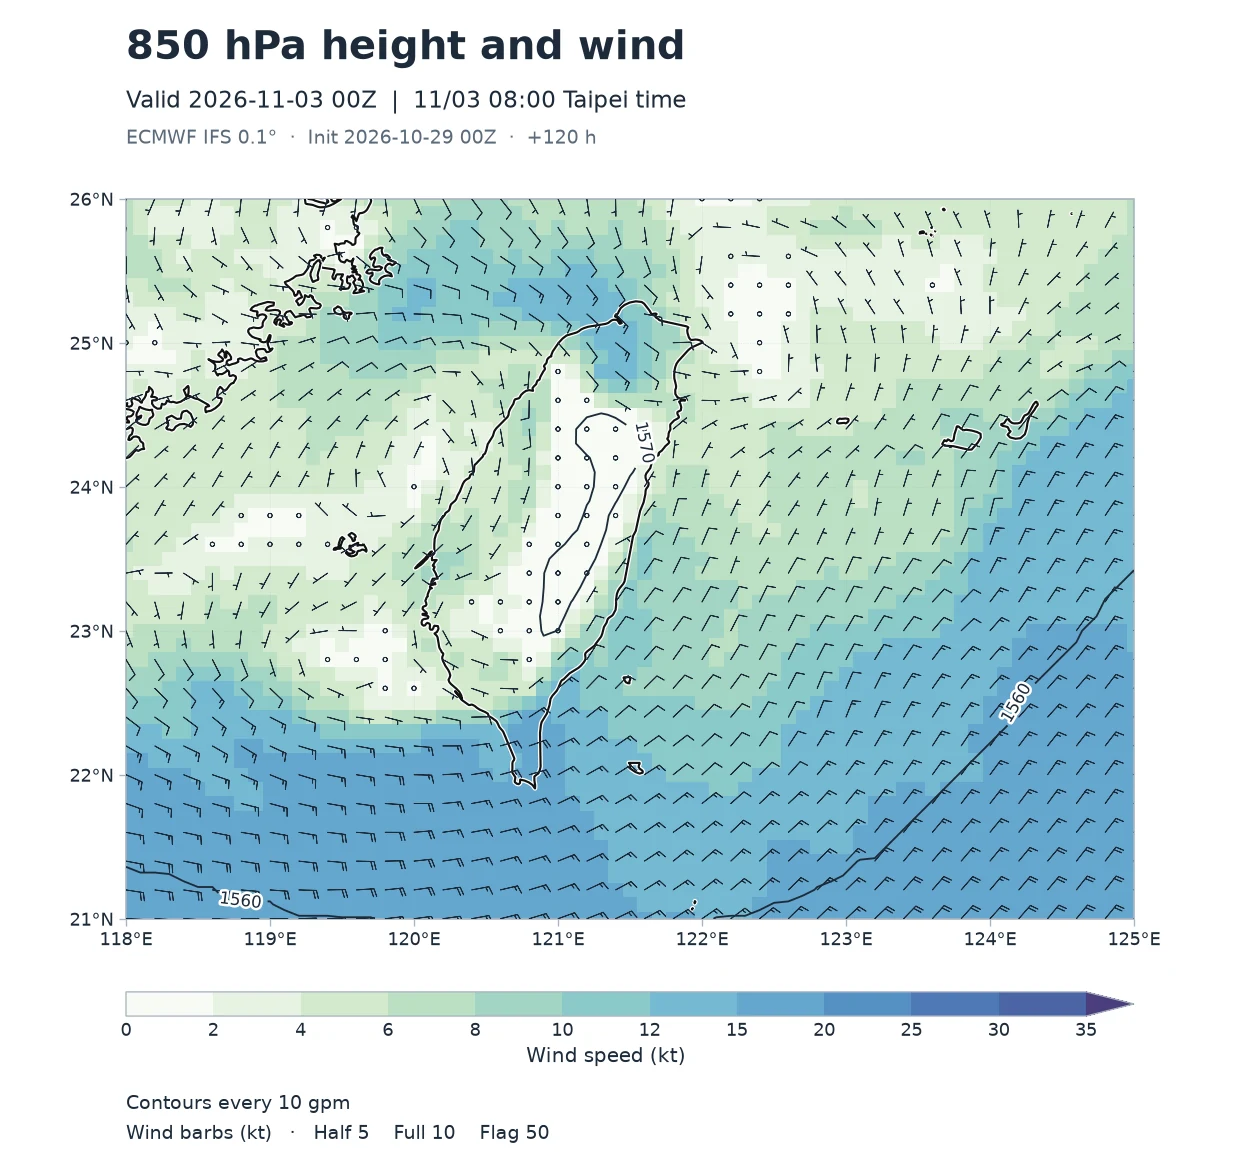 850 hPa height and wind
Valid 2026-11-03 00Z | 11/03 08:00 Taipei time
ECMWF IFS 0.1° · Init 2026-10-29 00Z · +120 h
26°N
25°N
24°N
23°N
22°N
21°N
1570
1560
1560
118°E 119°E 120°E 121°E 122°E 123°E 124°E 125°E
0 2 4 6 8 10 12 15 20 25 30 35
Wind speed (kt)
Contours every 10 gpm
Wind barbs (kt) · Half 5 Full 10 Flag 50